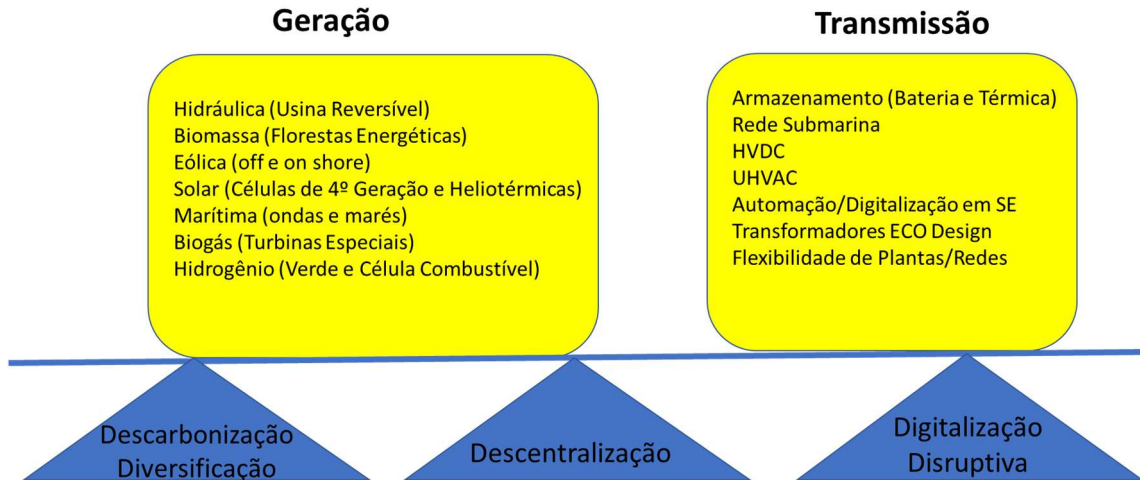 Geração
Hidráulica (Usina Reversível)
Biomassa (Florestas Energéticas)
Eólica (off e on shore)
Solar (Células de 4º Geração e Heliotérmicas)
Marítima (ondas e marés)
Biogás (Turbinas Especiais)
Hidrogênio (Verde e Célula Combustível)
Transmissão
Armazenamento (Bateria e Térmica)
Rede Submarina
HVDC
UHVAC
Automação/Digitalização em SE
Transformadores ECO Design
Flexibilidade de Plantas/Redes
Descarbonização
Diversificação
Descentralização
Digitalização
Disruptiva